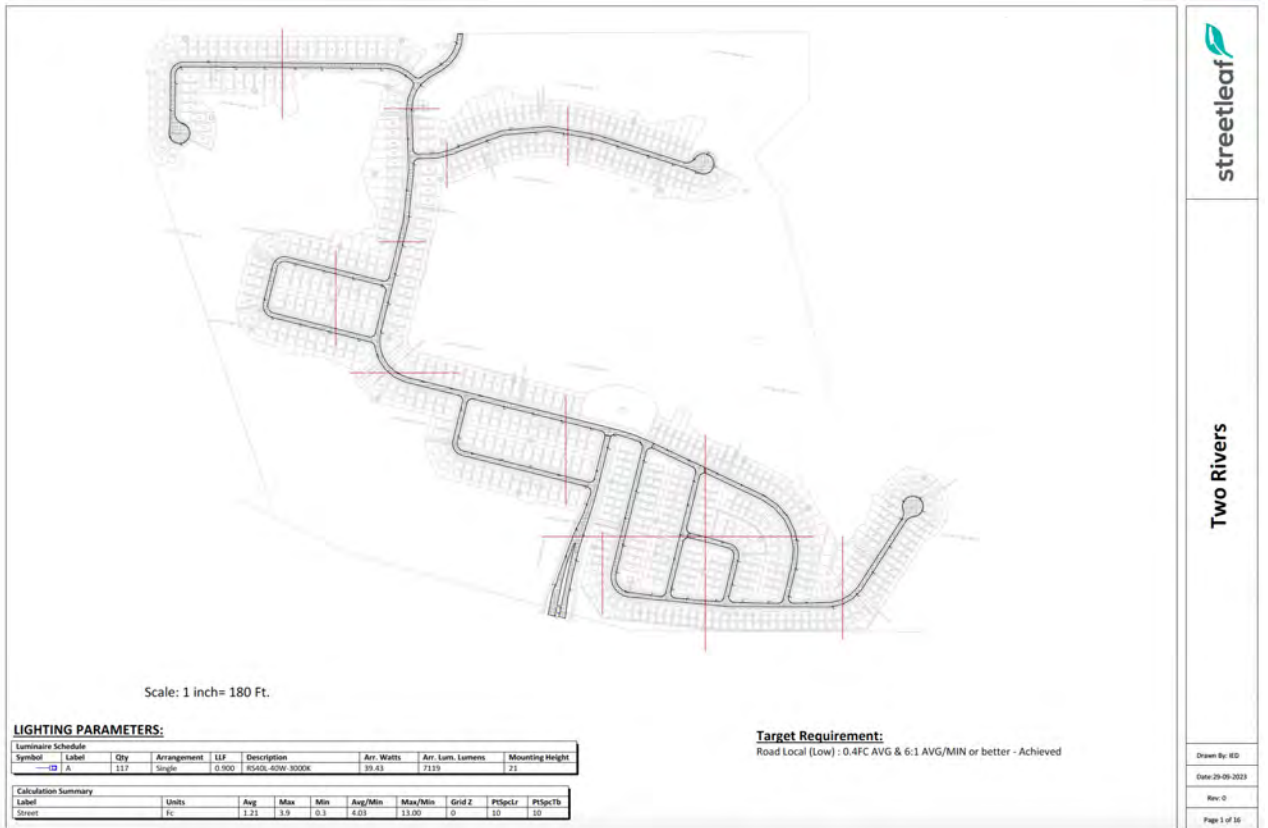 streetleaf
Two Rivers
Scale: 1 inch= 180 Ft.
LIGHTING PARAMETERS:
Luminaire Schedule
Symbol Label Qty Arrangement LLF Description Arr. Watts Arr. Lum. Lumens Mounting Height
A 117 Single 0.900 RS40L-40W-3000K 39.43 7119 21
Calculation Summary
Label Units Avg Max Min Avg/Min Max/Min Grid Z PtSpcLr PtSpcTb
Street Fc 1.21 3.9 0.3 4.03 13.00 0 10 10
Target Requirement:
Road Local (Low) : 0.4FC AVG & 6:1 AVG/MIN or better - Achieved
Drawn By: IED
Date:29-09-2023
Rev: 0
Page 1 of 16